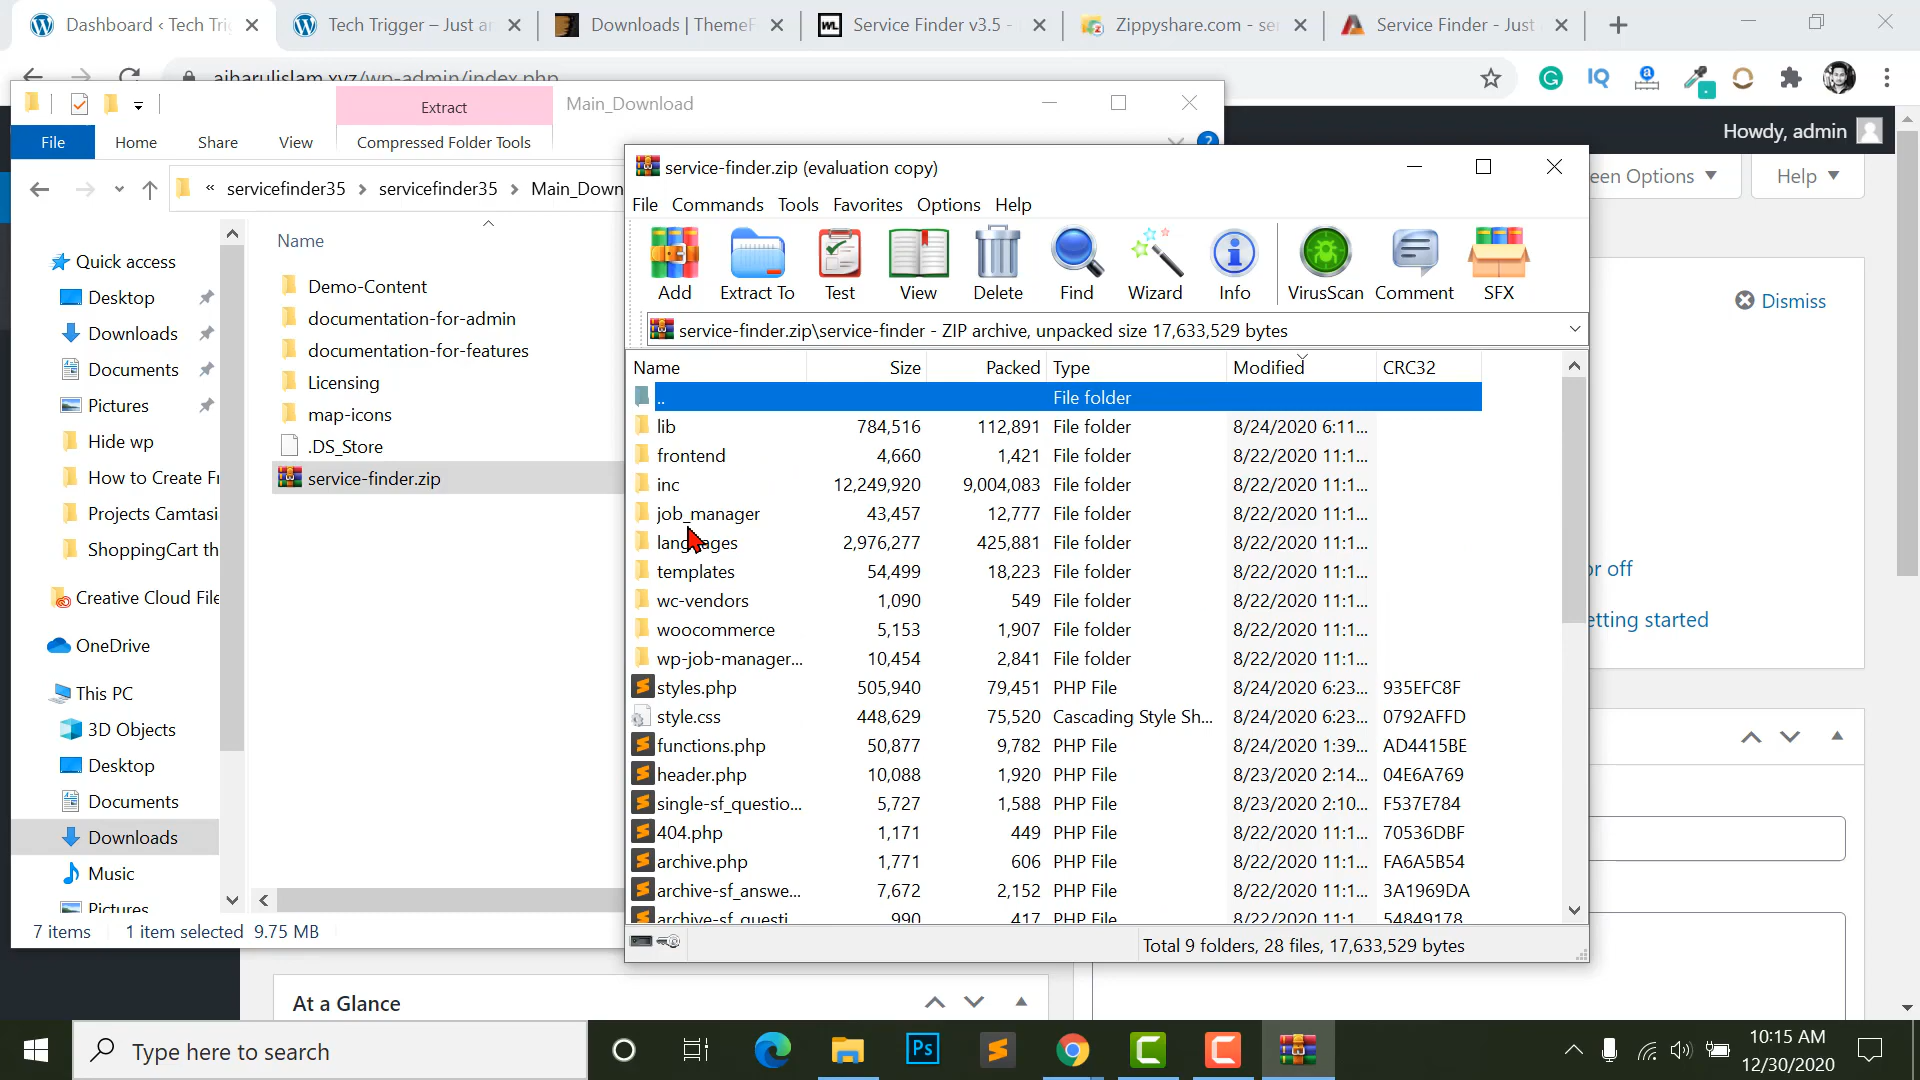 Dashboard ‹ Tech Tri
Tech Trigger – Just a
Downloads | ThemeF
Service Finder v3.5 -
Zippyshare.com - se
Service Finder - Just
aiharulislam.xyz/wp-admin/index.php
Extract
Main_Download
File
Home
Share
View
Compressed Folder Tools
Howdy, admin
« servicefinder35 › servicefinder35 › Main_Down
een Options
Help
Name
Quick access
Desktop
Downloads
Documents
Pictures
Hide wp
How to Create Fr
Projects Camtasi
ShoppingCart th
Creative Cloud File
OneDrive
This PC
3D Objects
Desktop
Documents
Downloads
Music
Pictures
Demo-Content
documentation-for-admin
documentation-for-features
Licensing
map-icons
.DS_Store
service-finder.zip
7 items 1 item selected 9.75 MB
service-finder.zip (evaluation copy)
File Commands Tools Favorites Options Help
Add Extract To Test View Delete Find Wizard Info VirusScan Comment SFX
service-finder.zip\service-finder - ZIP archive, unpacked size 17,633,529 bytes
Name Size Packed Type Modified CRC32
.. File folder
lib 784,516 112,891 File folder 8/24/2020 6:11...
frontend 4,660 1,421 File folder 8/22/2020 11:1...
inc 12,249,920 9,004,083 File folder 8/22/2020 11:1...
job_manager 43,457 12,777 File folder 8/22/2020 11:1...
languages 2,976,277 425,881 File folder 8/22/2020 11:1...
templates 54,499 18,223 File folder 8/22/2020 11:1...
wc-vendors 1,090 549 File folder 8/22/2020 11:1...
woocommerce 5,153 1,907 File folder 8/22/2020 11:1...
wp-job-manager... 10,454 2,841 File folder 8/22/2020 11:1...
styles.php 505,940 79,451 PHP File 8/24/2020 6:23... 935EFC8F
style.css 448,629 75,520 Cascading Style Sh... 8/24/2020 6:23... 0792AFFD
functions.php 50,877 9,782 PHP File 8/24/2020 1:39... AD4415BE
header.php 10,088 1,920 PHP File 8/23/2020 2:14... 04E6A769
single-sf_questio... 5,727 1,588 PHP File 8/23/2020 2:10... F537E784
404.php 1,171 449 PHP File 8/22/2020 11:1... 70536DBF
archive.php 1,771 606 PHP File 8/22/2020 11:1... FA6A5B54
archive-sf_answe... 7,672 2,152 PHP File 8/22/2020 11:1... 3A1969DA
archive-sf_questi 990 417 PHP File 8/22/2020 11:1 54849178
Total 9 folders, 28 files, 17,633,529 bytes
Dismiss
or off
etting started
At a Glance
Type here to search
Ps
10:15 AM
12/30/2020